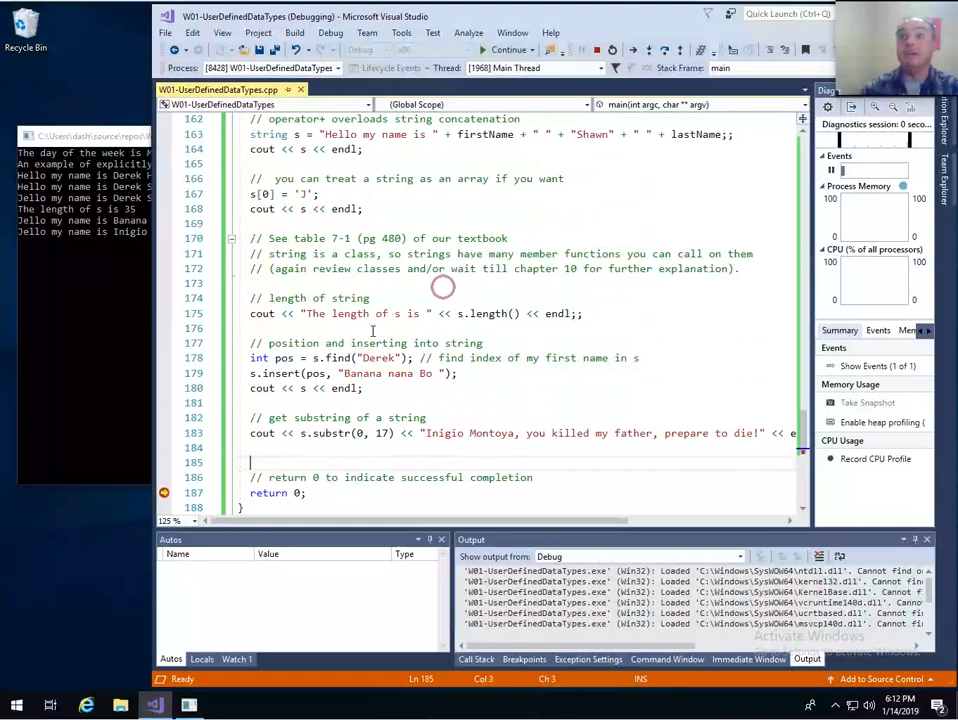 Recycle Bin
W01-UserDefinedDataTypes (Debugging) - Microsoft Visual Studio
Quick Launch (Ctrl+Q)
File Edit View Project Build Debug Team Tools Test Analyze Window Help
Debug x86 Continue
Process: [8428] W01-UserDefinedDataTypes Lifecycle Events Thread: [1968] Main Thread Stack Frame: main
W01-UserDefinedDataTypes.cpp
W01-UserDefinedDataTypes (Global Scope) main(int argc, char ** argv)
162 // operator+ overloads string concatenation
163 string s = "Hello my name is " + firstName + " " + "Shawn" + " " + lastName;;
164 cout << s << endl;
165
166 // you can treat a string as an array if you want
167 s[0] = 'J';
168 cout << s << endl;
169
170 // See table 7-1 (pg 480) of our textbook
171 // string is a class, so strings have many member functions you can call on them
172 // (again review classes and/or wait till chapter 10 for further explanation).
173
174 // length of string
175 cout << "The length of s is " << s.length() << endl;;
176
177 // position and inserting into string
178 int pos = s.find("Derek"); // find index of my first name in s
179 s.insert(pos, "Banana nana Bo ");
180 cout << s << endl;
181
182 // get substring of a string
183 cout << s.substr(0, 17) << "Inigio Montoya, you killed my father, prepare to die!" << e
184
185
186 // return 0 to indicate successful completion
187 return 0;
188 }
125 %
C:\Users\dash\source\repos\W
The day of the week is M
An example of explicitly
Hello my name is Derek H
Hello my name is Derek S
Jello my name is Derek S
The length of s is 35
Jello my name is Banana
Jello my name is Inigio
Diag
Diagnostics session: 0 seconds
Events
Process Memory
100 100
0 0
CPU (% of all processors)
100 100
0 0
Summary Events Mem
Events
Show Events (1 of 1)
Memory Usage
Take Snapshot
Enable heap profiling (
CPU Usage
Record CPU Profile
Solution Explorer
Team Explorer
Autos
Name Value Type
Autos Locals Watch 1
Output
Show output from: Debug
'W01-UserDefinedDataTypes.exe' (Win32): Loaded 'C:\Windows\SysWOW64\ntdll.dll'. Cannot find o
'W01-UserDefinedDataTypes.exe' (Win32): Loaded 'C:\Windows\SysWOW64\kernel32.dll'. Cannot fin
'W01-UserDefinedDataTypes.exe' (Win32): Loaded 'C:\Windows\SysWOW64\KernelBase.dll'. Cannot f
'W01-UserDefinedDataTypes.exe' (Win32): Loaded 'C:\Windows\SysWOW64\vcruntime140d.dll'. Canno
'W01-UserDefinedDataTypes.exe' (Win32): Loaded 'C:\Windows\SysWOW64\ucrtbased.dll'. Cannot fi
'W01-UserDefinedDataTypes.exe' (Win32): Loaded 'C:\Windows\SysWOW64\msvcp140d.dll'. Cannot fi
Activate Windows
Call Stack Breakpoints Exception Settings Command Window Immediate Window Output
Ready Ln 185 Col 3 Ch 3 INS Add to Source Control
6:12 PM
1/14/2019
2